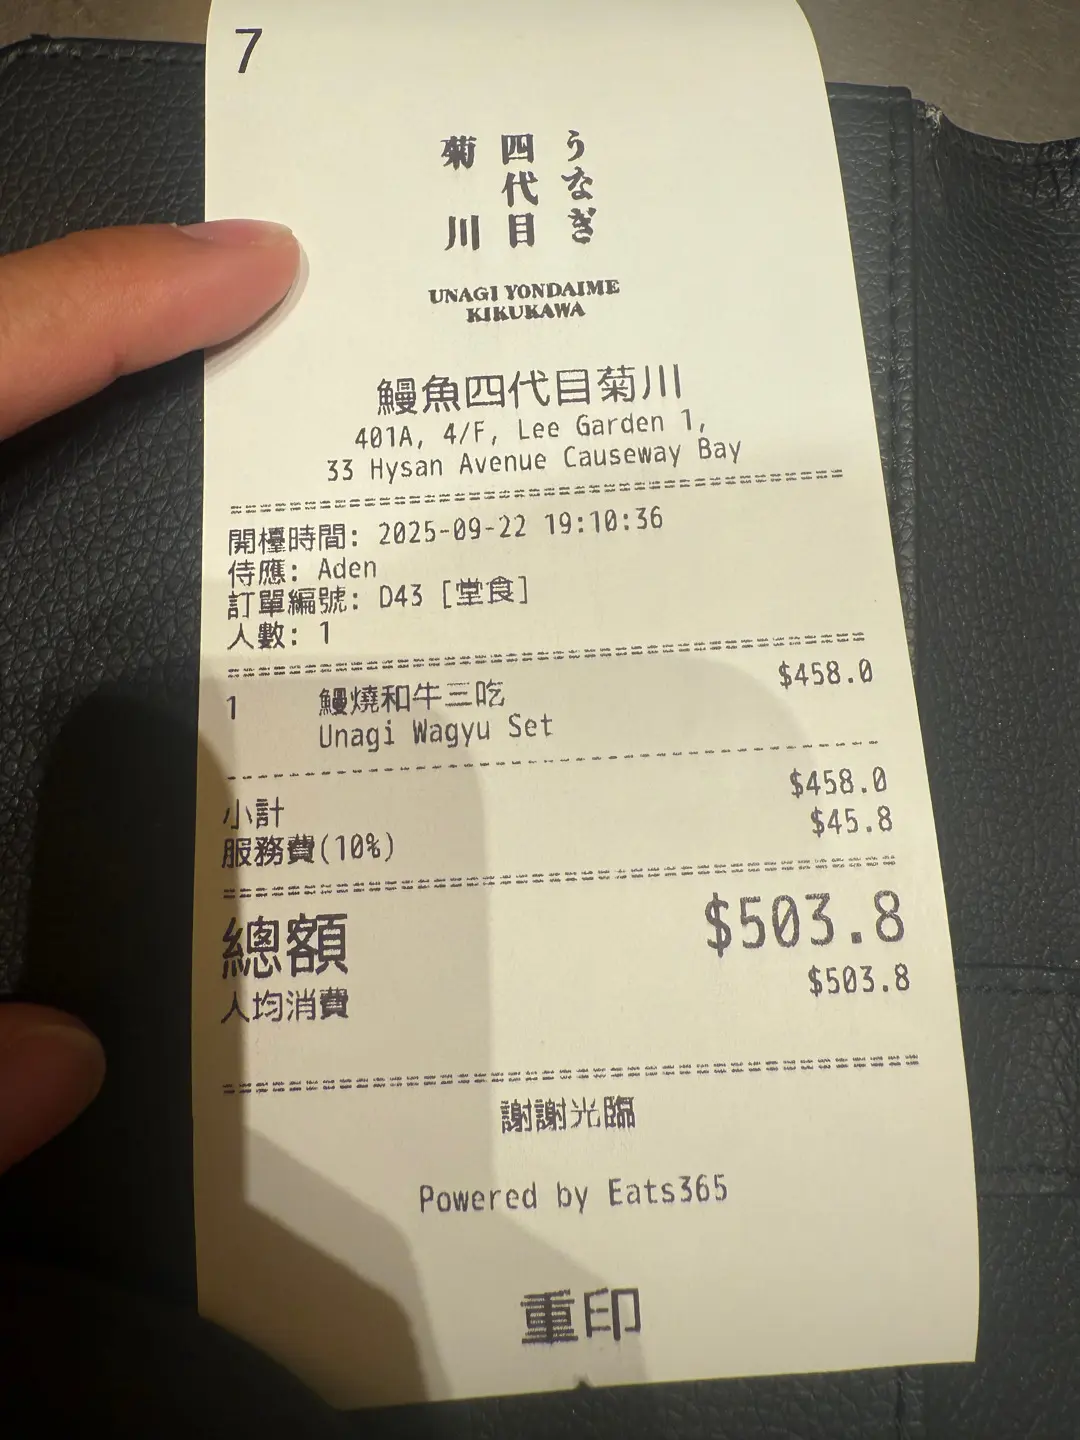 7
うなぎ
四代目
菊川
UNAGI YONDAIME
KIKUKAWA
鰻魚四代目菊川
401A, 4/F, Lee Garden 1,
33 Hysan Avenue Causeway Bay
開檯時間: 2025-09-22 19:10:36
侍應: Aden
訂單編號: D43 [堂食]
人數: 1
1 鰻燒和牛三吃 $458.0
Unagi Wagyu Set
小計 $458.0
服務費(10%) $45.8
總額 $503.8
人均消費 $503.8
謝謝光臨
Powered by Eats365
重印